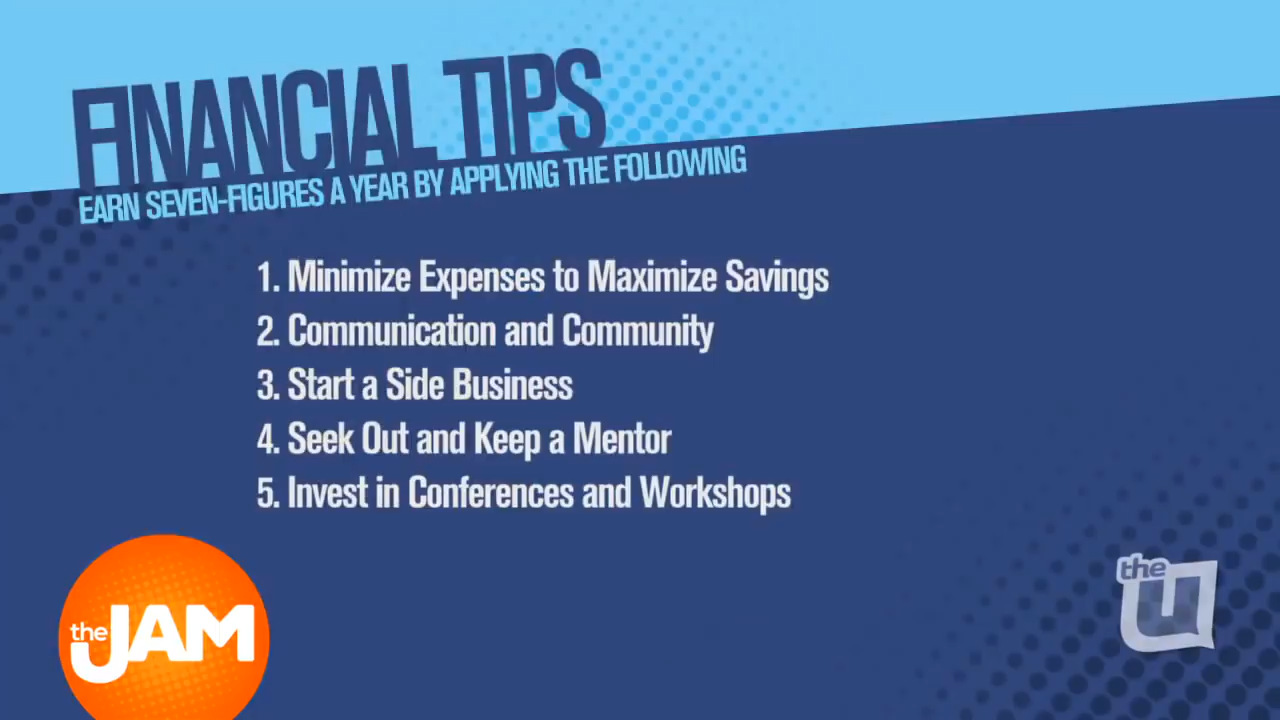 FINANCIAL TIPS
EARN SEVEN-FIGURES A YEAR BY APPLYING THE FOLLOWING
1. Minimize Expenses to Maximize Savings
2. Communication and Community
3. Start a Side Business
4. Seek Out and Keep a Mentor
5. Invest in Conferences and Workshops
the JAM
the U